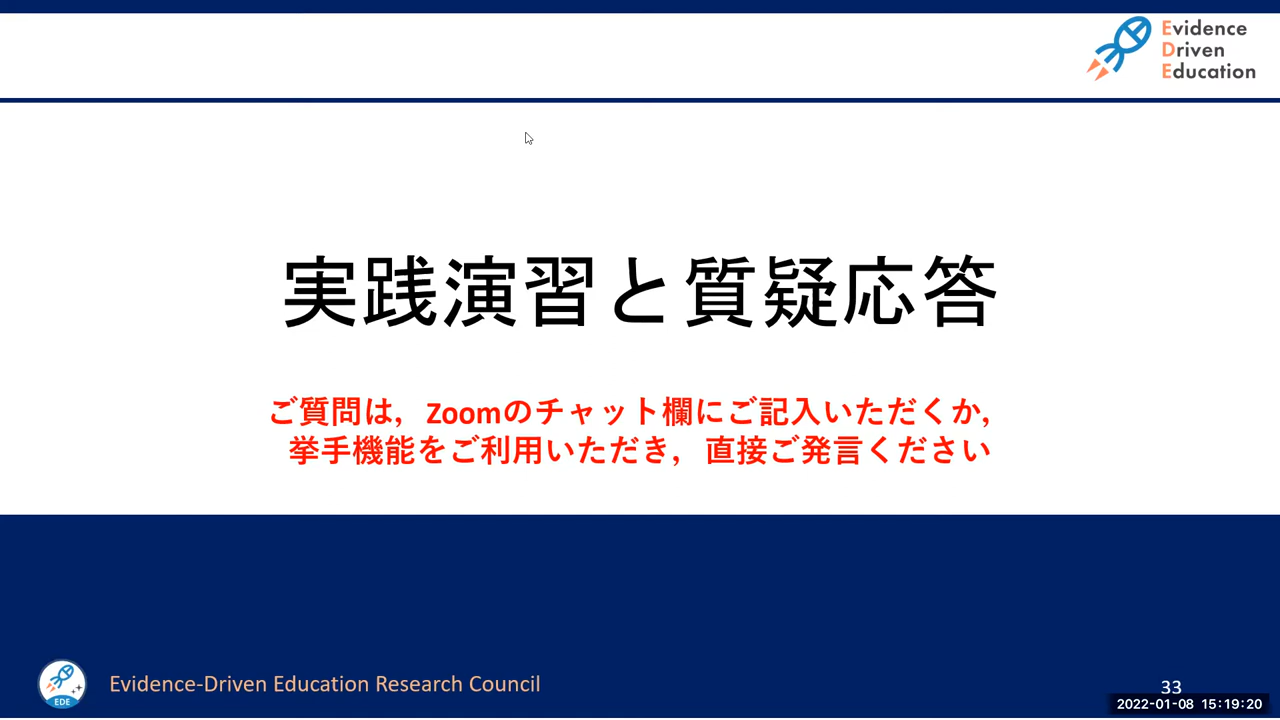 Evidence
Driven
Education
実践演習と質疑応答
ご質問は，Zoomのチャット欄にご記入いただくか，
挙手機能をご利用いただき，直接ご発言ください
EDE
Evidence-Driven Education Research Council
33
2022-01-08 15:19:20